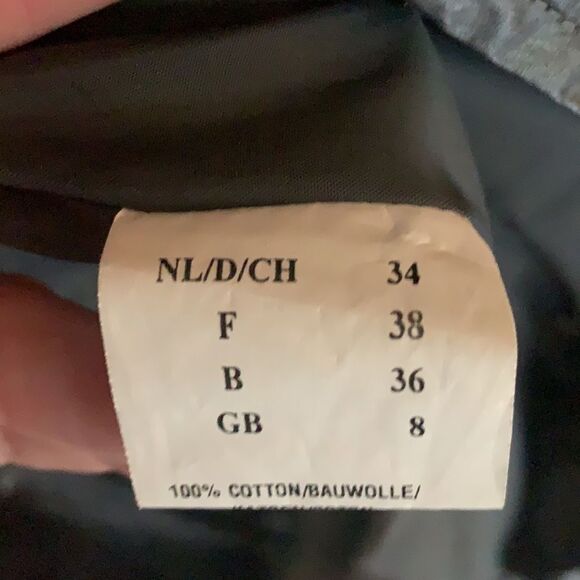 NL/D/CH 34
F 38
B 36
GB 8
100% COTTON/BAUWOLLE/